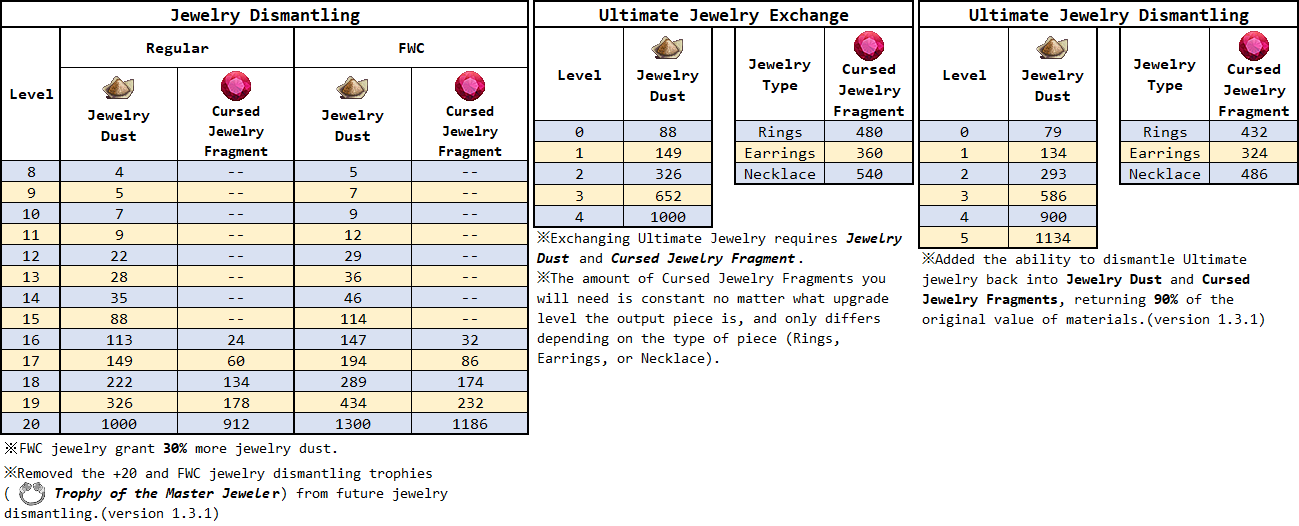 Jewelry Dismantling
Regular FWC
Level
Jewelry Dust
Cursed Jewelry Fragment
Jewelry Dust
Cursed Jewelry Fragment
8 4 -- 5 --
9 5 -- 7 --
10 7 -- 9 --
11 9 -- 12 --
12 22 -- 29 --
13 28 -- 36 --
14 35 -- 46 --
15 88 -- 114 --
16 113 24 147 32
17 149 60 194 86
18 222 134 289 174
19 326 178 434 232
20 1000 912 1300 1186
※FWC jewelry grant 30% more jewelry dust.
※Removed the +20 and FWC jewelry dismantling trophies
( Trophy of the Master Jeweler) from future jewelry
dismantling.(version 1.3.1)
Ultimate Jewelry Exchange
Level
Jewelry Dust
0 88
1 149
2 326
3 652
4 1000
Jewelry Type
Cursed Jewelry Fragment
Rings 480
Earrings 360
Necklace 540
※Exchanging Ultimate Jewelry requires Jewelry
Dust and Cursed Jewelry Fragment.
※The amount of Cursed Jewelry Fragments you
will need is constant no matter what upgrade
level the output piece is, and only differs
depending on the type of piece (Rings,
Earrings, or Necklace).
Ultimate Jewelry Dismantling
Level
Jewelry Dust
0 79
1 134
2 293
3 586
4 900
5 1134
Jewelry Type
Cursed Jewelry Fragment
Rings 432
Earrings 324
Necklace 486
※Added the ability to dismantle Ultimate
jewelry back into Jewelry Dust and Cursed
Jewelry Fragments, returning 90% of the
original value of materials.(version 1.3.1)